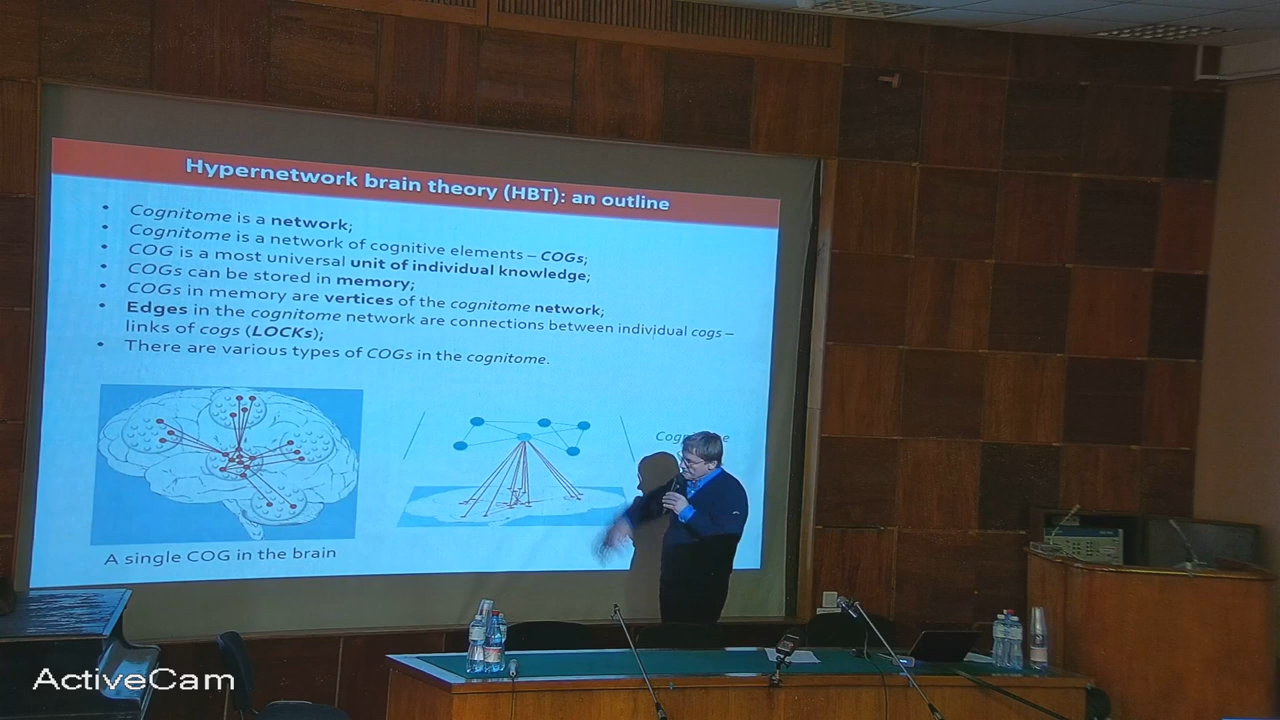 Hypernetwork brain theory (HBT): an outline
• Cognitome is a network;
• Cognitome is a network of cognitive elements – COGs;
• COG is a most universal unit of individual knowledge;
• COGs can be stored in memory;
• COGs in memory are vertices of the cognitome network;
• Edges in the cognitome network are connections between individual cogs –
links of cogs (LOCKs);
• There are various types of COGs in the cognitome.
A single COG in the brain
ActiveCam